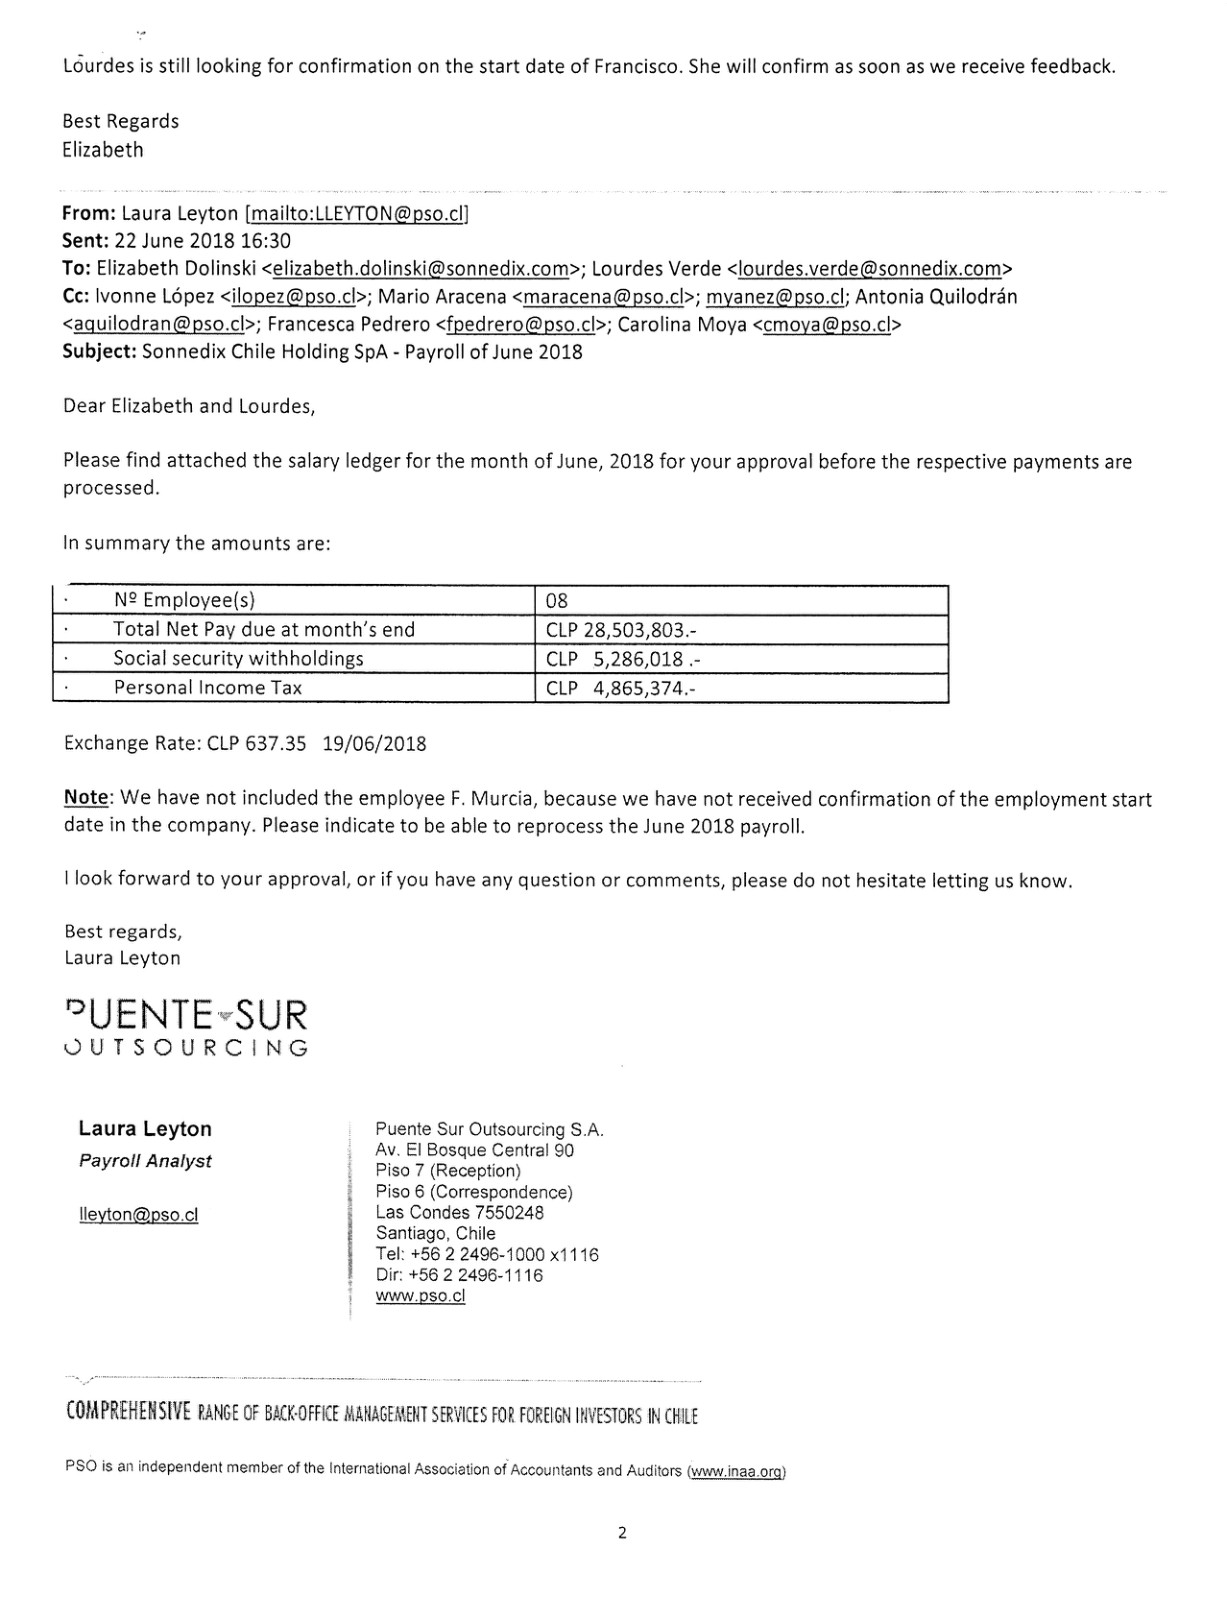 Lourdes is still looking for confirmation on the start date of Francisco. She will confirm as soon as we receive feedback.
Best Regards
Elizabeth
From: Laura Leyton [mailto:LLEYTON@pso.cl]
Sent: 22 June 2018 16:30
To: Elizabeth Dolinski <elizabeth.dolinski@sonnedix.com>; Lourdes Verde <lourdes.verde@sonnedix.com>
Cc: Ivonne López <ilopez@pso.cl>; Mario Aracena <maracena@pso.cl>; myanez@pso.cl; Antonia Quilodrán
<aquilodran@pso.cl>; Francesca Pedrero <fpedrero@pso.cl>; Carolina Moya <cmoya@pso.cl>
Subject: Sonnedix Chile Holding SpA - Payroll of June 2018
Dear Elizabeth and Lourdes,
Please find attached the salary ledger for the month of June, 2018 for your approval before the respective payments are
processed.
In summary the amounts are:
· Nº Employee(s) 08
· Total Net Pay due at month's end CLP 28,503,803.-
· Social security withholdings CLP 5,286,018 .-
· Personal Income Tax CLP 4,865,374.-
Exchange Rate: CLP 637.35 19/06/2018
Note: We have not included the employee F. Murcia, because we have not received confirmation of the employment start
date in the company. Please indicate to be able to reprocess the June 2018 payroll.
I look forward to your approval, or if you have any question or comments, please do not hesitate letting us know.
Best regards,
Laura Leyton
PUENTE SUR
OUTSOURCING
Laura Leyton
Payroll Analyst
lleyton@pso.cl
Puente Sur Outsourcing S.A.
Av. El Bosque Central 90
Piso 7 (Reception)
Piso 6 (Correspondence)
Las Condes 7550248
Santiago, Chile
Tel: +56 2 2496-1000 x1116
Dir: +56 2 2496-1116
www.pso.cl
COMPREHENSIVE RANGE OF BACK-OFFICE MANAGEMENT SERVICES FOR FOREIGN INVESTORS IN CHILE
PSO is an independent member of the International Association of Accountants and Auditors (www.inaa.org)
2